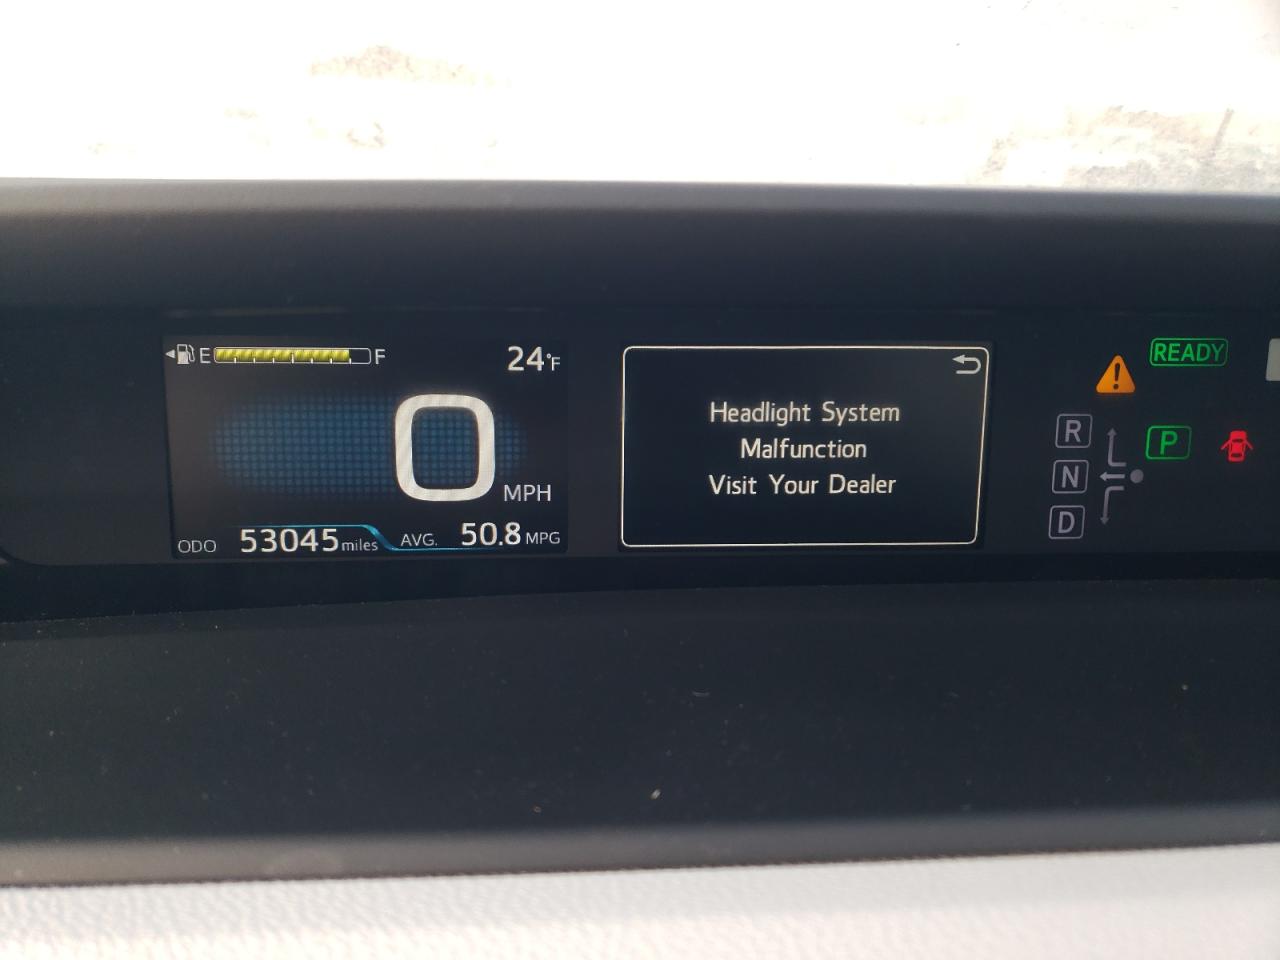 E F 24°F
0 MPH
ODO 53045 miles AVG. 50.8 MPG
Headlight System
Malfunction
Visit Your Dealer
! READY
R P
N
D